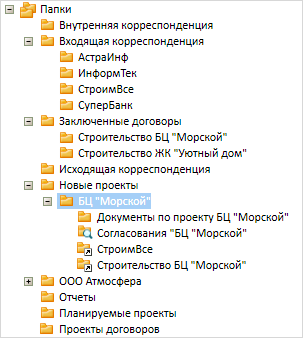 Папки
Внутренняя корреспонденция
Входящая корреспонденция
АстраИнф
ИнформТек
СтроимВсе
СуперБанк
Заключенные договоры
Строительство БЦ "Морской"
Строительство ЖК "Уютный дом"
Исходящая корреспонденция
Новые проекты
БЦ "Морской"
Документы по проекту БЦ "Морской"
Согласования "БЦ "Морской"
СтроимВсе
Строительство БЦ "Морской"
ООО Атмосфера
Отчеты
Планируемые проекты
Проекты договоров